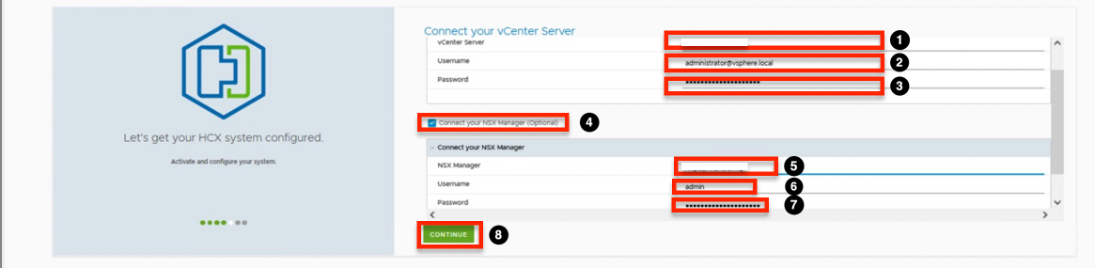 Connect your vCenter Server
vCenter Server
1
Username
administrator@vsphere.local
2
Password
••••••••••••••••••••
3
Connect your NSX Manager (Optional)
4
Let's get your HCX system configured.
Activate and configure your system.
Connect your NSX Manager
NSX Manager
5
Username
admin
6
Password
••••••••••••••••••••
7
CONTINUE
8